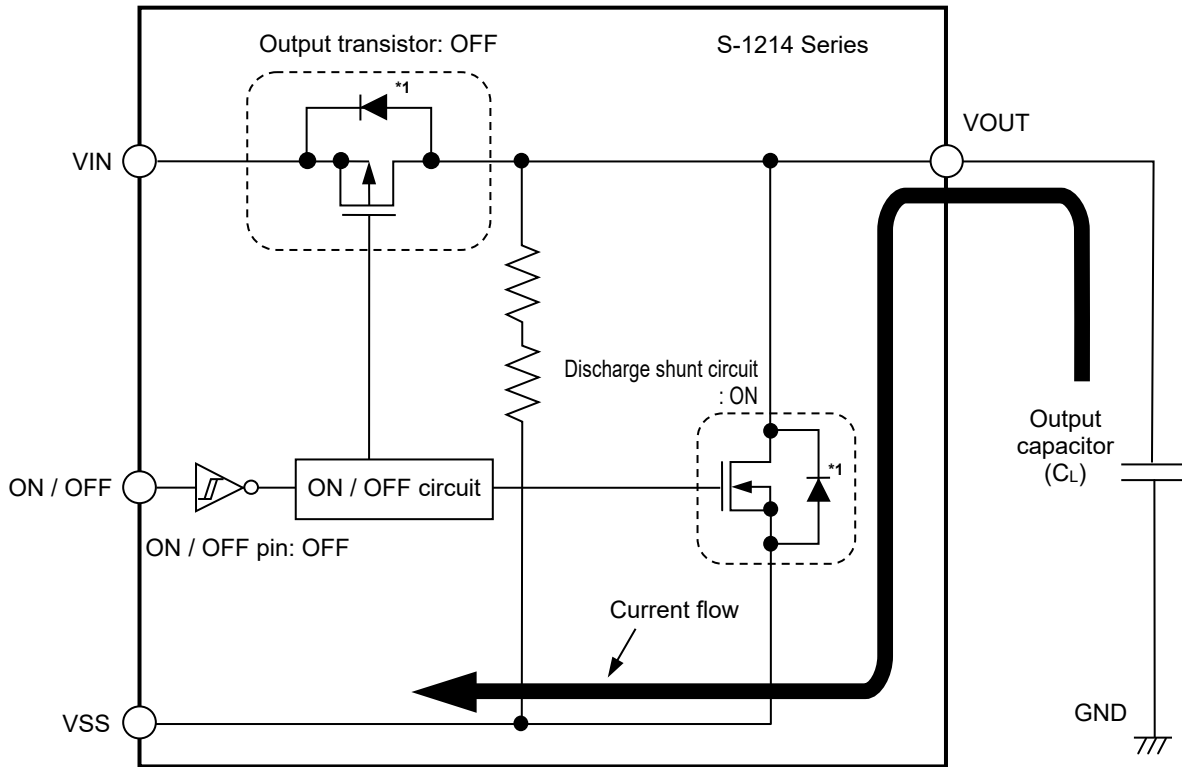 Output transistor: OFF
S-1214 Series
*1
VOUT
VIN
Discharge shunt circuit
: ON
*1
Output
capacitor
(CL)
ON / OFF
ON / OFF circuit
ON / OFF pin: OFF
Current flow
VSS
GND